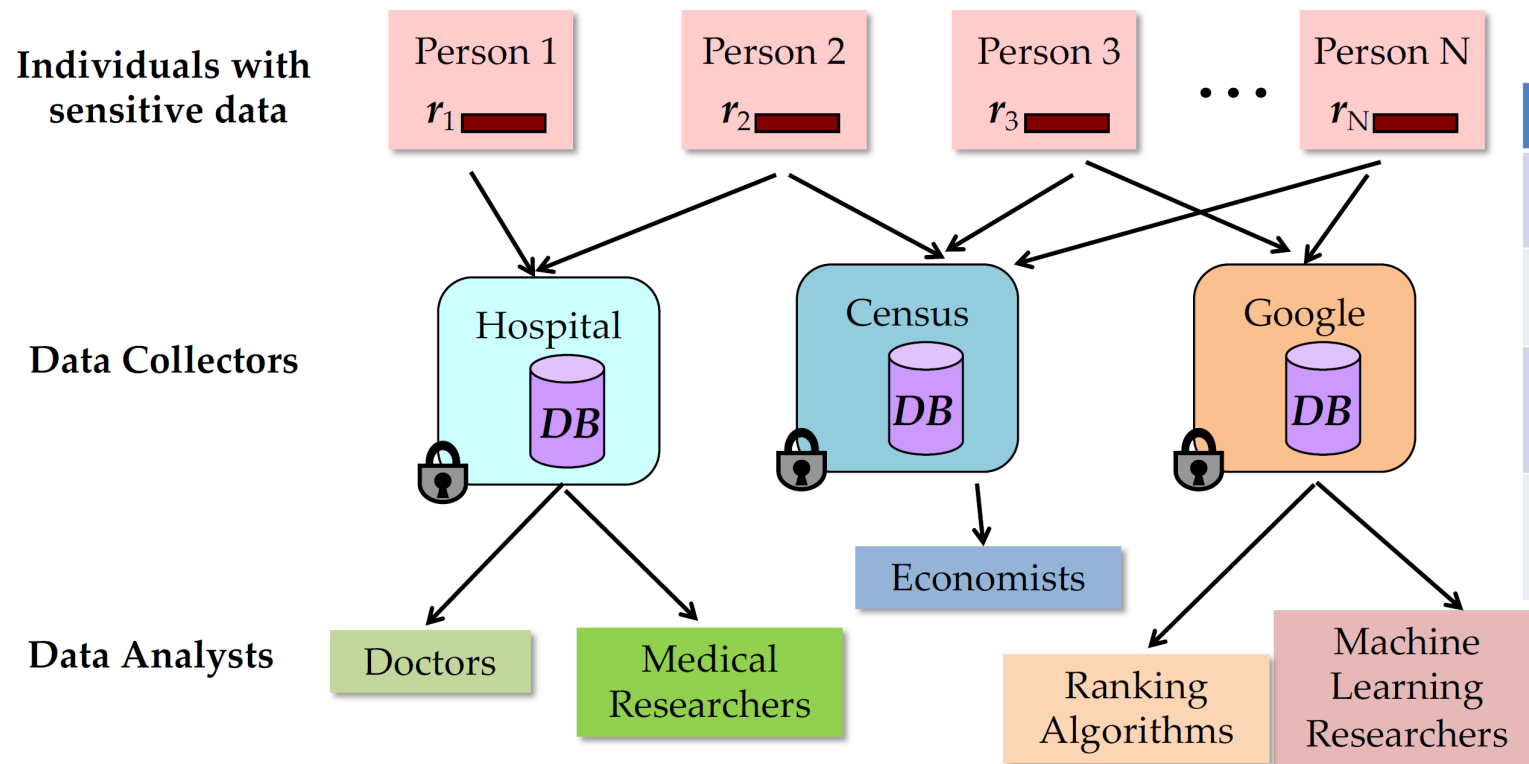 Individuals with
sensitive data
Person 1
r₁
Person 2
r₂
Person 3
r₃
• • •
Person N
r_N
Data Collectors
Hospital
DB
Census
DB
Google
DB
Data Analysts
Doctors
Medical
Researchers
Economists
Ranking
Algorithms
Machine
Learning
Researchers